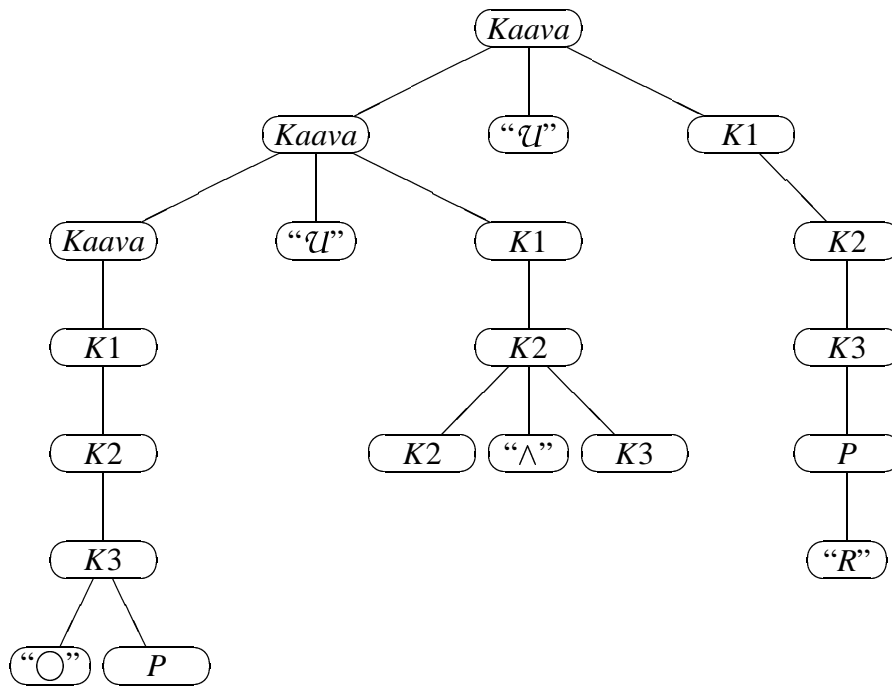 Kaava
Kaava “𝒰” K1
Kaava “𝒰” K1 K2
K1 K2 K3
K2 K2 “∧” K3 P
K3 “R”
“◯” P